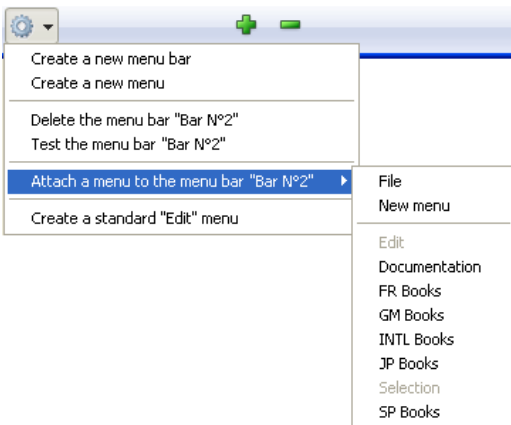 Create a new menu bar
Create a new menu
Delete the menu bar "Bar N°2"
Test the menu bar "Bar N°2"
Attach a menu to the menu bar "Bar N°2"
Create a standard "Edit" menu
File
New menu
Edit
Documentation
FR Books
GM Books
INTL Books
JP Books
Selection
SP Books